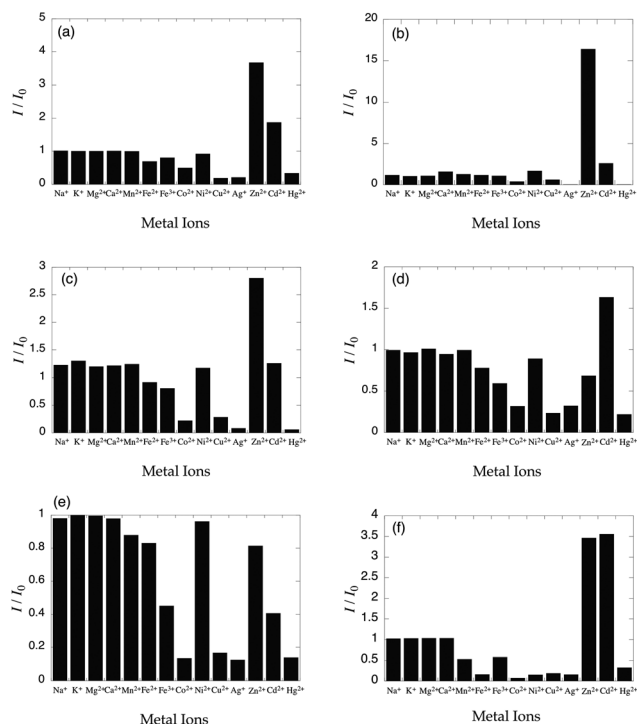 (a)
I / I0
5
4
3
2
1
0
Na+ K+ Mg2+ Ca2+ Mn2+ Fe2+ Fe3+ Co2+ Ni2+ Cu2+ Ag+ Zn2+ Cd2+ Hg2+
Metal Ions
(b)
I / I0
20
15
10
5
0
Na+ K+ Mg2+ Ca2+ Mn2+ Fe2+ Fe3+ Co2+ Ni2+ Cu2+ Ag+ Zn2+ Cd2+ Hg2+
Metal Ions
(c)
I / I0
3
2.5
2
1.5
1
0.5
0
Na+ K+ Mg2+ Ca2+ Mn2+ Fe2+ Fe3+ Co2+ Ni2+ Cu2+ Ag+ Zn2+ Cd2+ Hg2+
Metal Ions
(d)
I / I0
2
1.5
1
0.5
0
Na+ K+ Mg2+ Ca2+ Mn2+ Fe2+ Fe3+ Co2+ Ni2+ Cu2+ Ag+ Zn2+ Cd2+ Hg2+
Metal Ions
(e)
I / I0
1
0.8
0.6
0.4
0.2
0
Na+ K+ Mg2+ Ca2+ Mn2+ Fe2+ Fe3+ Co2+ Ni2+ Cu2+ Ag+ Zn2+ Cd2+ Hg2+
Metal Ions
(f)
I / I0
4
3.5
3
2.5
2
1.5
1
0.5
0
Na+ K+ Mg2+ Ca2+ Mn2+ Fe2+ Fe3+ Co2+ Ni2+ Cu2+ Ag+ Zn2+ Cd2+ Hg2+
Metal Ions